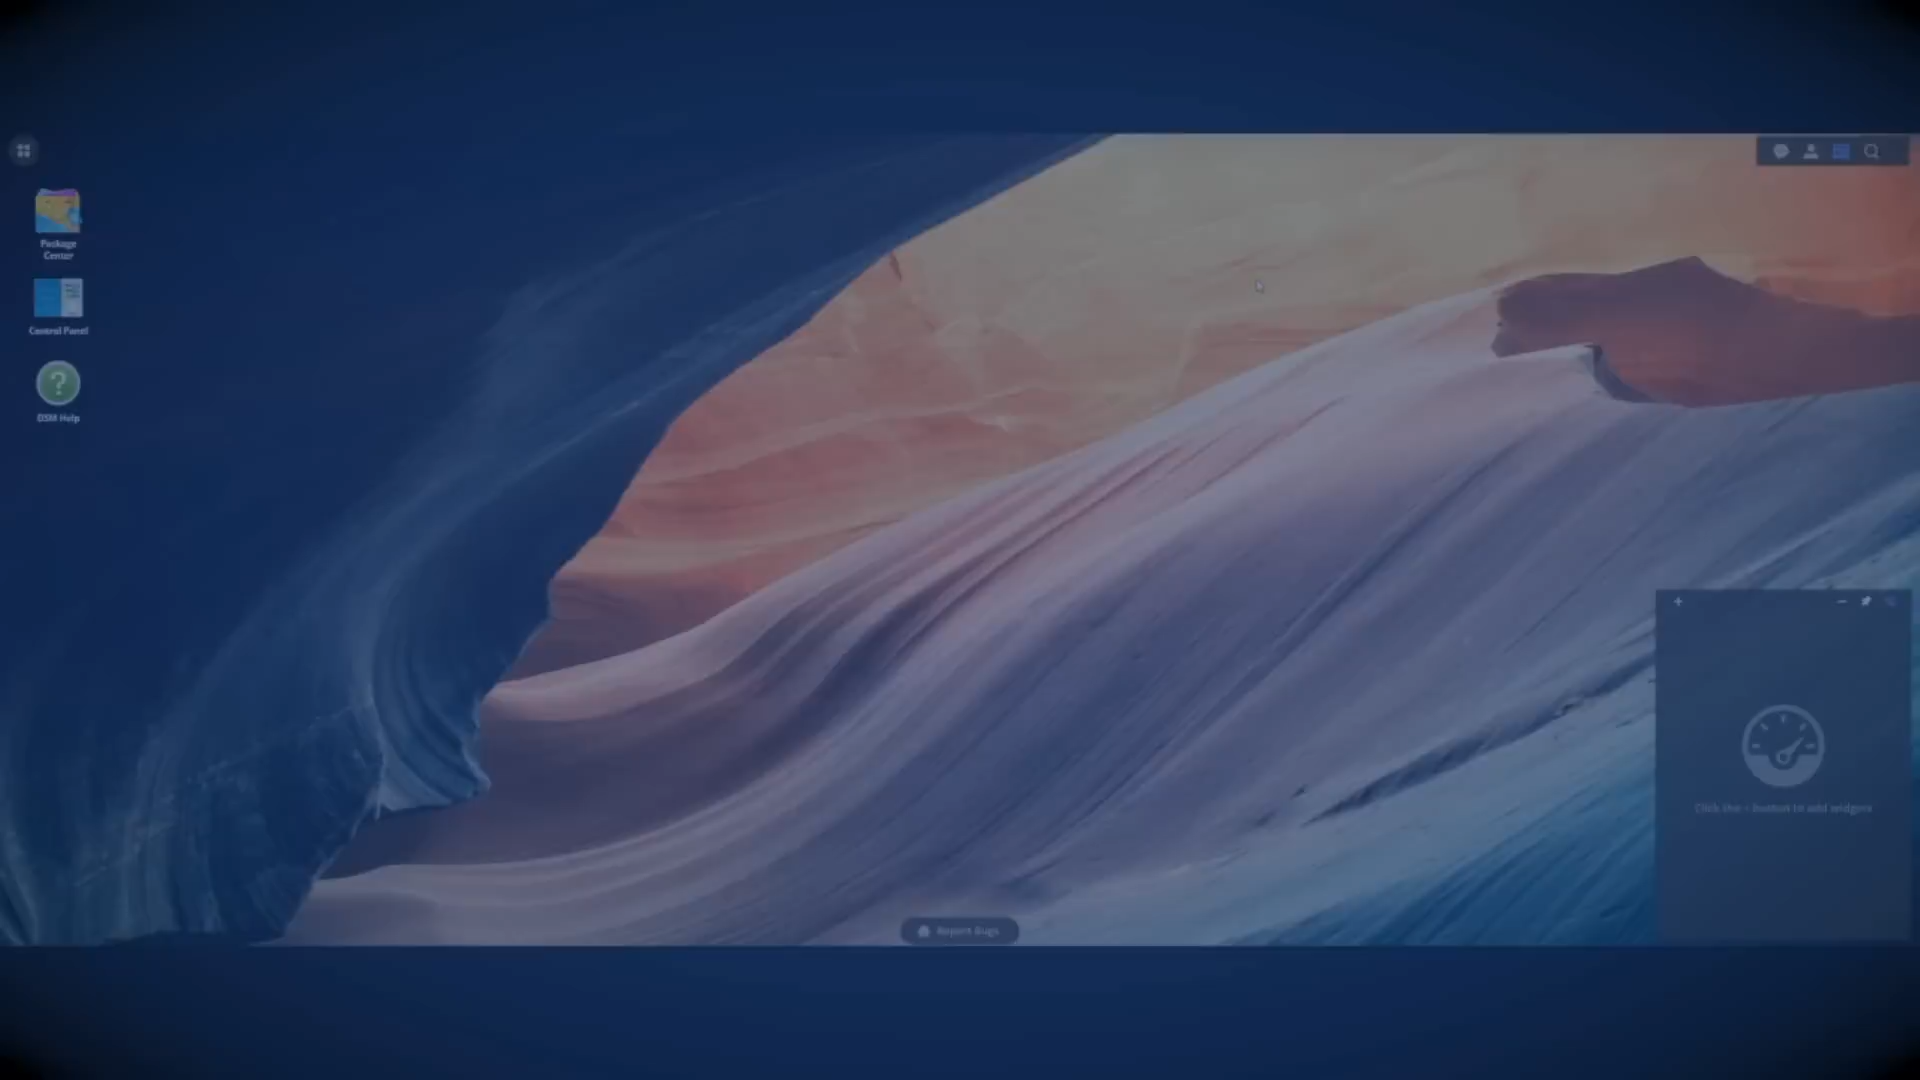 Package
Center
Control Panel
DSM Help
Click the + button to add widgets
Report Bugs